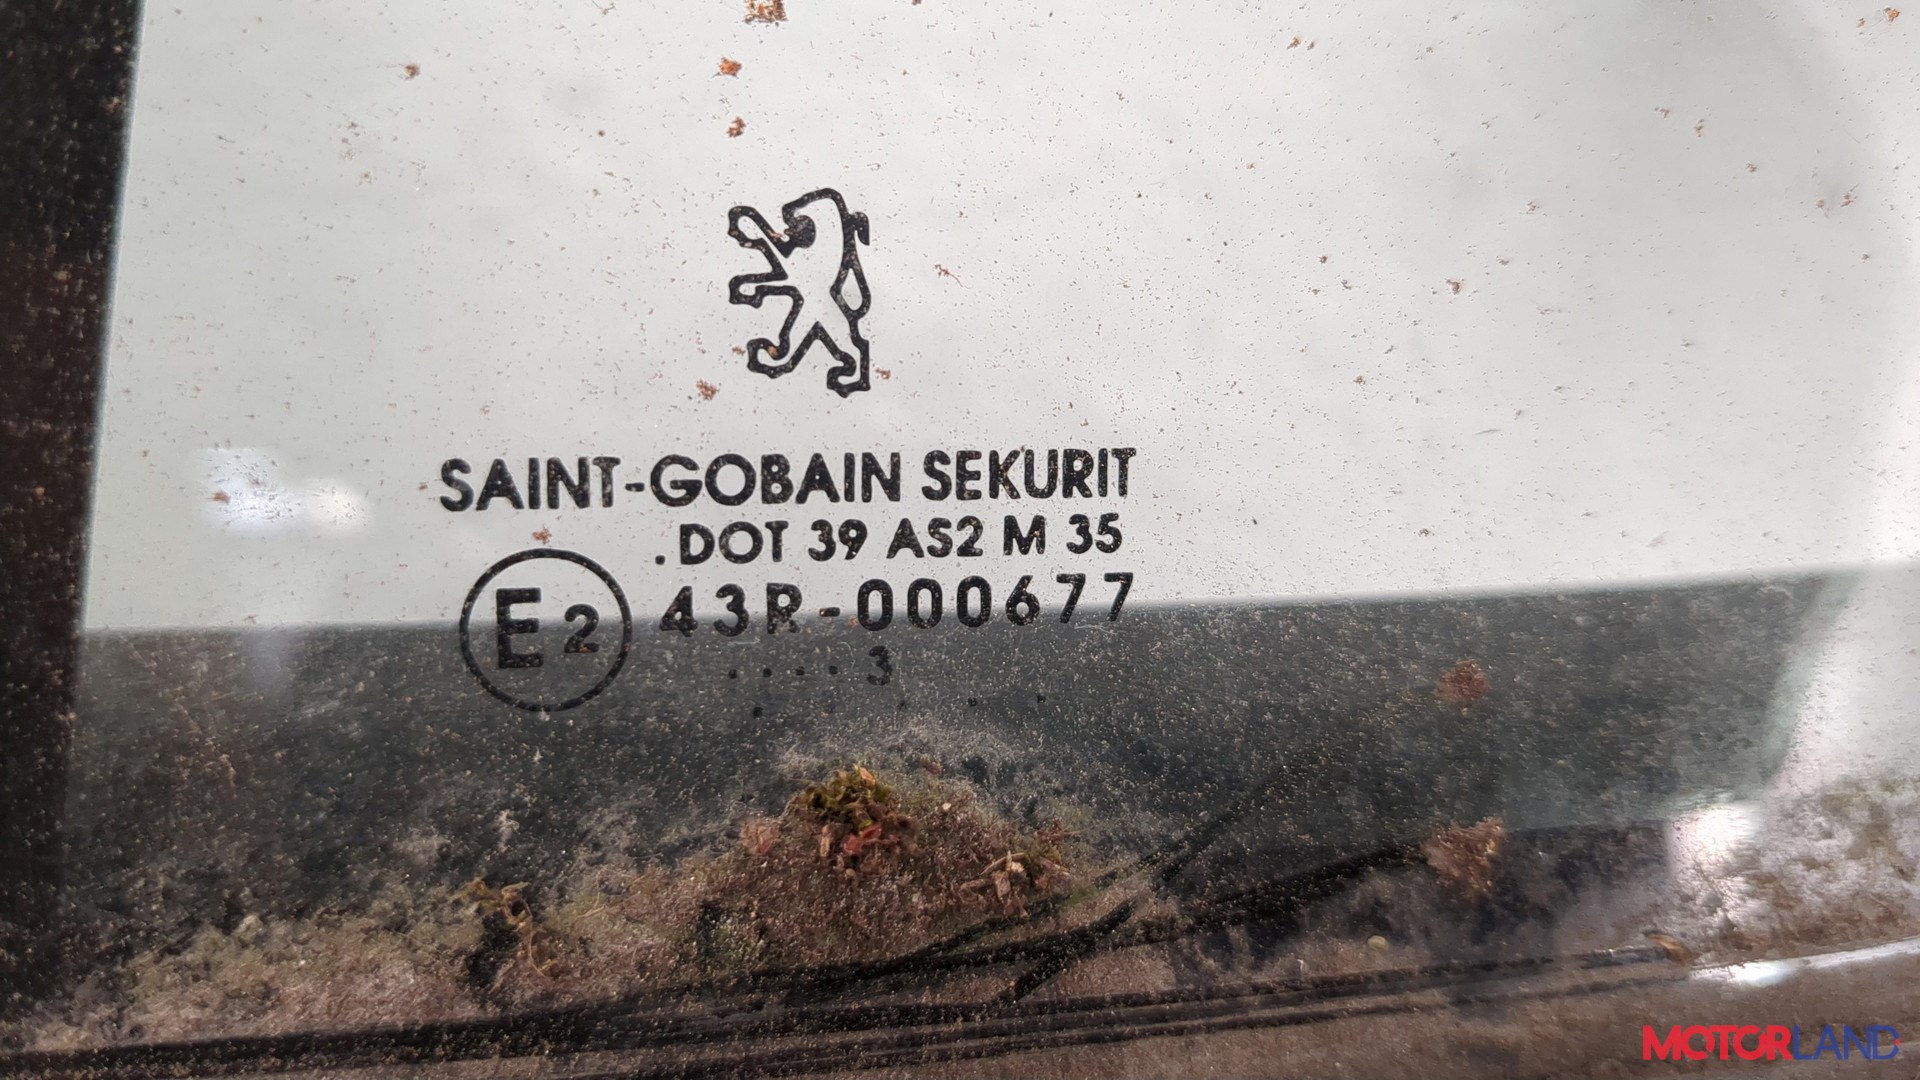 SAINT-GOBAIN SEKURIT
.DOT 39 AS2 M 35
E2 43R-000677
..... 3
MOTORLAND